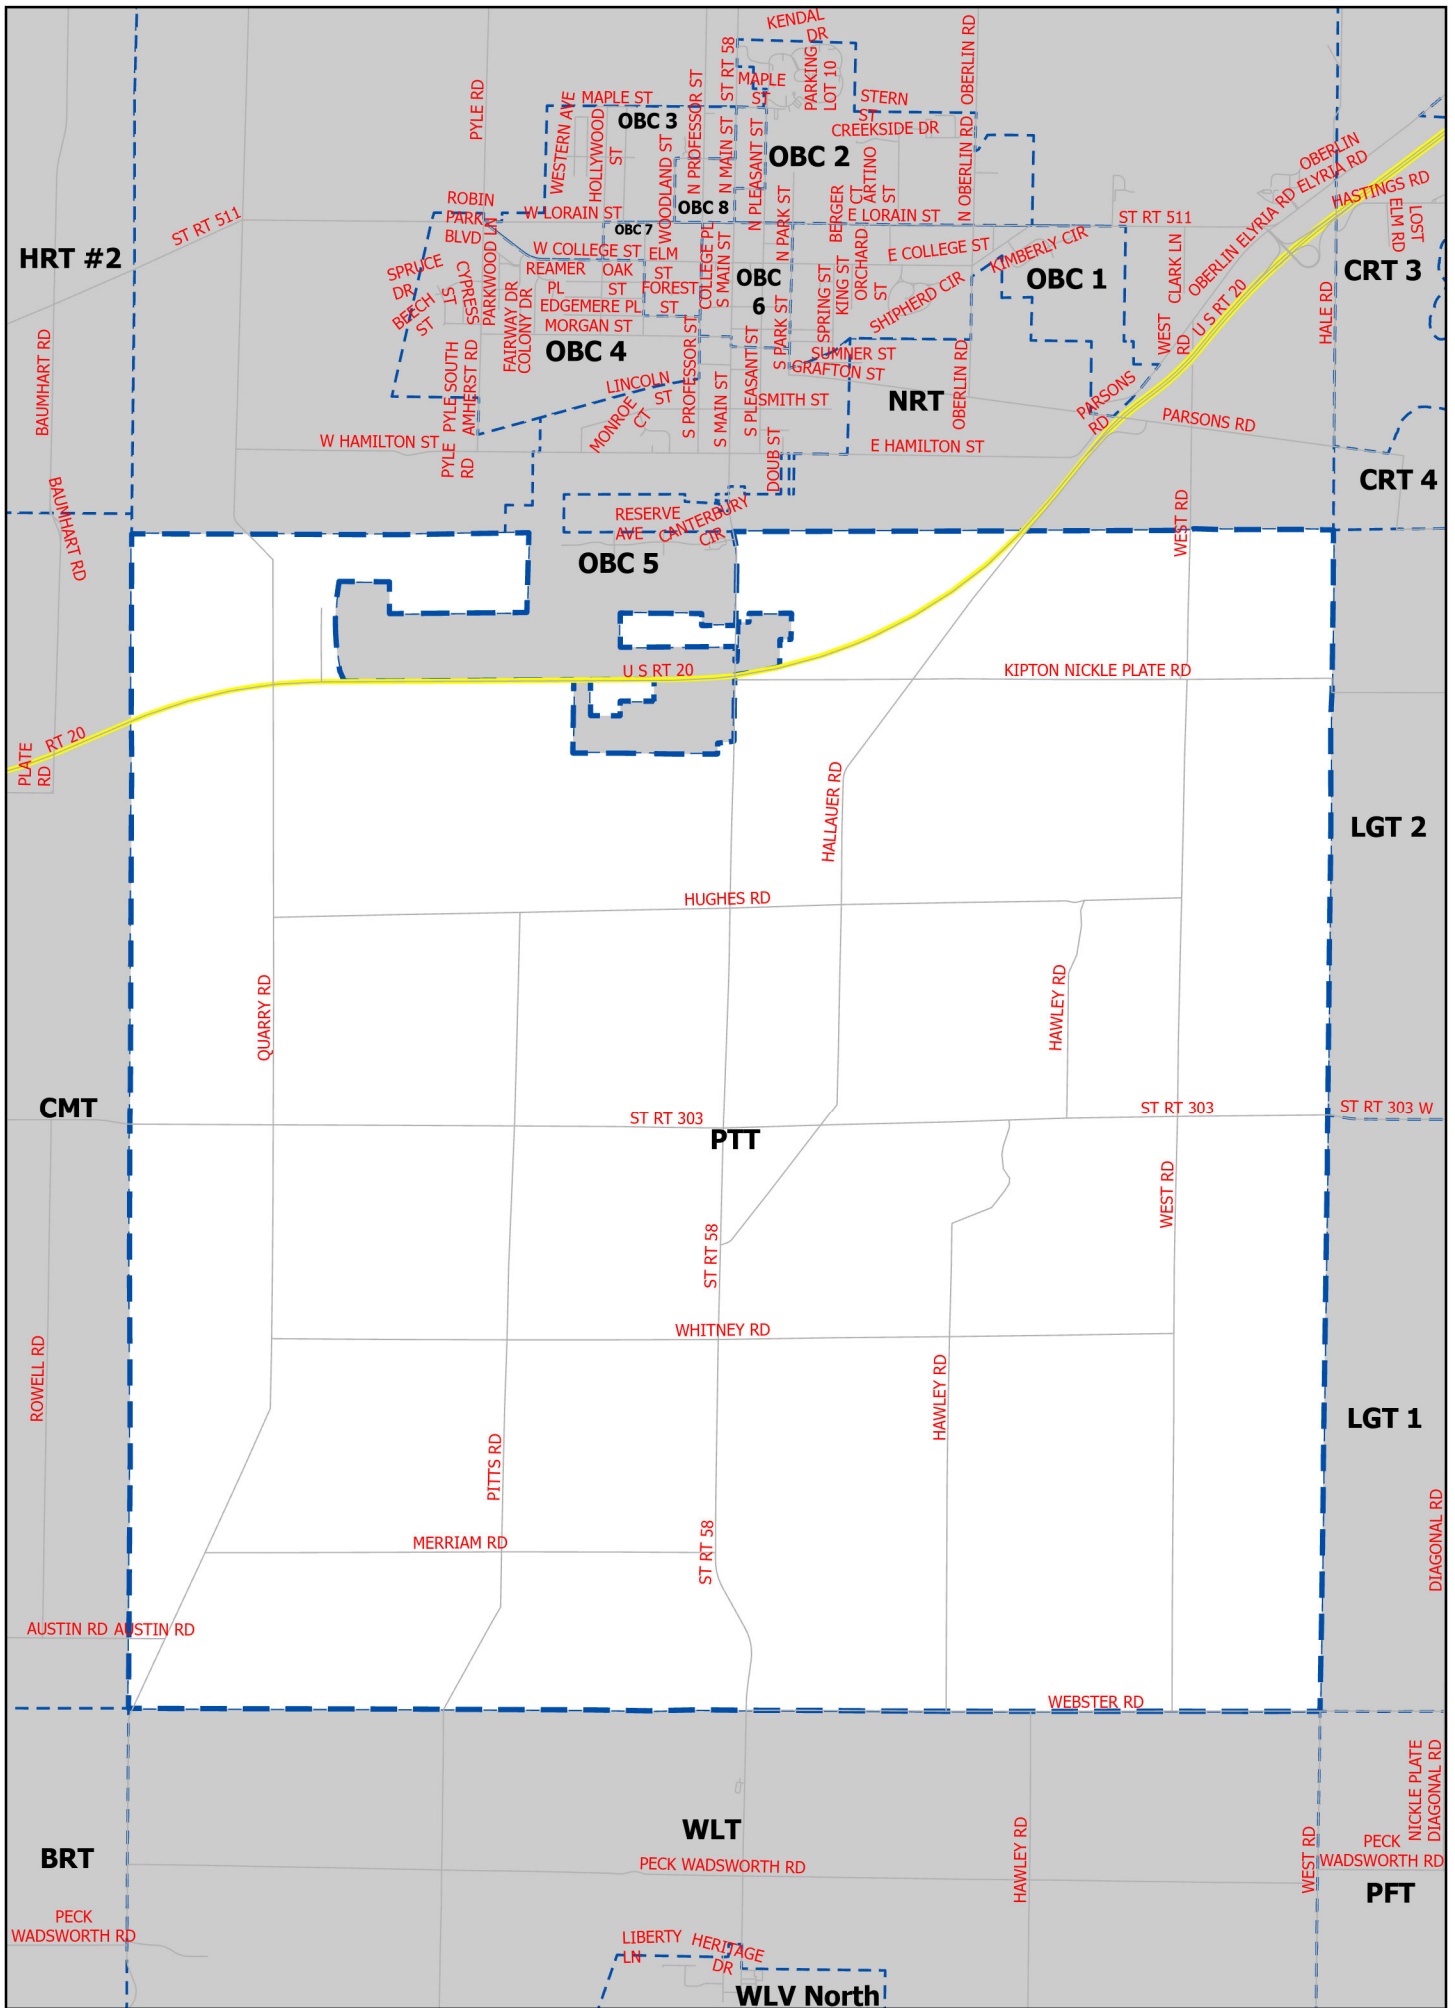 KENDAL
DR
ST RT 58
PARKING
LOT 10
N OBERLIN RD
PYLE RD
WESTERN AVE
MAPLE ST
N PROFESSOR ST
MAPLE
ST
STERN
ST
HOLLYWOOD
ST
OBC 3
WOODLAND ST
N MAIN ST
N PLEASANT ST
OBC 2
CREEKSIDE DR
ARTINO
ST
BERGER
CT
N OBERLIN RD
OBERLIN
ELYRIA RD
HASTINGS RD
LOST
ELM RD
ROBIN
PARK
BLVD
W LORAIN ST
OBC 8
N PARK ST
E LORAIN ST
ST RT 511
ST RT 511
OBC 7
W COLLEGE ST
ELM
ST
COLLEGE PL
S MAIN ST
E COLLEGE ST
KIMBERLY CIR
OBC 1
CLARK LN
OBERLIN ELYRIA RD
CRT 3
HRT #2
SPRUCE
DR
BEECH
ST
CYPRESS
ST
PARKWOOD LN
REAMER
PL
OAK
ST
FOREST
ST
EDGEMERE PL
MORGAN ST
FAIRWAY DR
COLONY DR
OBC
6
SPRING ST
KING ST
ORCHARD
ST
SHIPHERD CIR
U S RT 20
HALE RD
WEST
RD
BAUMHART RD
PYLE SOUTH
AMHERST RD
OBC 4
LINCOLN
ST
S PROFESSOR ST
S MAIN ST
S PLEASANT ST
S PARK ST
SUMNER ST
GRAFTON ST
SMITH ST
OBERLIN RD
NRT
PARSONS
RD
PARSONS RD
W HAMILTON ST
PYLE
RD
MONROE
CT
DOUB ST
E HAMILTON ST
CRT 4
BAUMHART RD
RESERVE
AVE
CANTERBURY
CIR
WEST RD
OBC 5
U S RT 20
KIPTON NICKLE PLATE RD
PLATE
RD
RT 20
HALLAUER RD
LGT 2
HUGHES RD
QUARRY RD
HAWLEY RD
CMT
ST RT 303
ST RT 303
ST RT 303 W
PTT
WEST RD
ST RT 58
WHITNEY RD
ROWELL RD
HAWLEY RD
LGT 1
PITTS RD
DIAGONAL RD
MERRIAM RD
ST RT 58
AUSTIN RD
AUSTIN RD
WEBSTER RD
NICKLE PLATE
DIAGONAL RD
WLT
BRT
HAWLEY RD
WEST RD
PECK
WADSWORTH RD
PECK WADSWORTH RD
PFT
PECK
WADSWORTH RD
LIBERTY
LN
HERITAGE
DR
WLV North